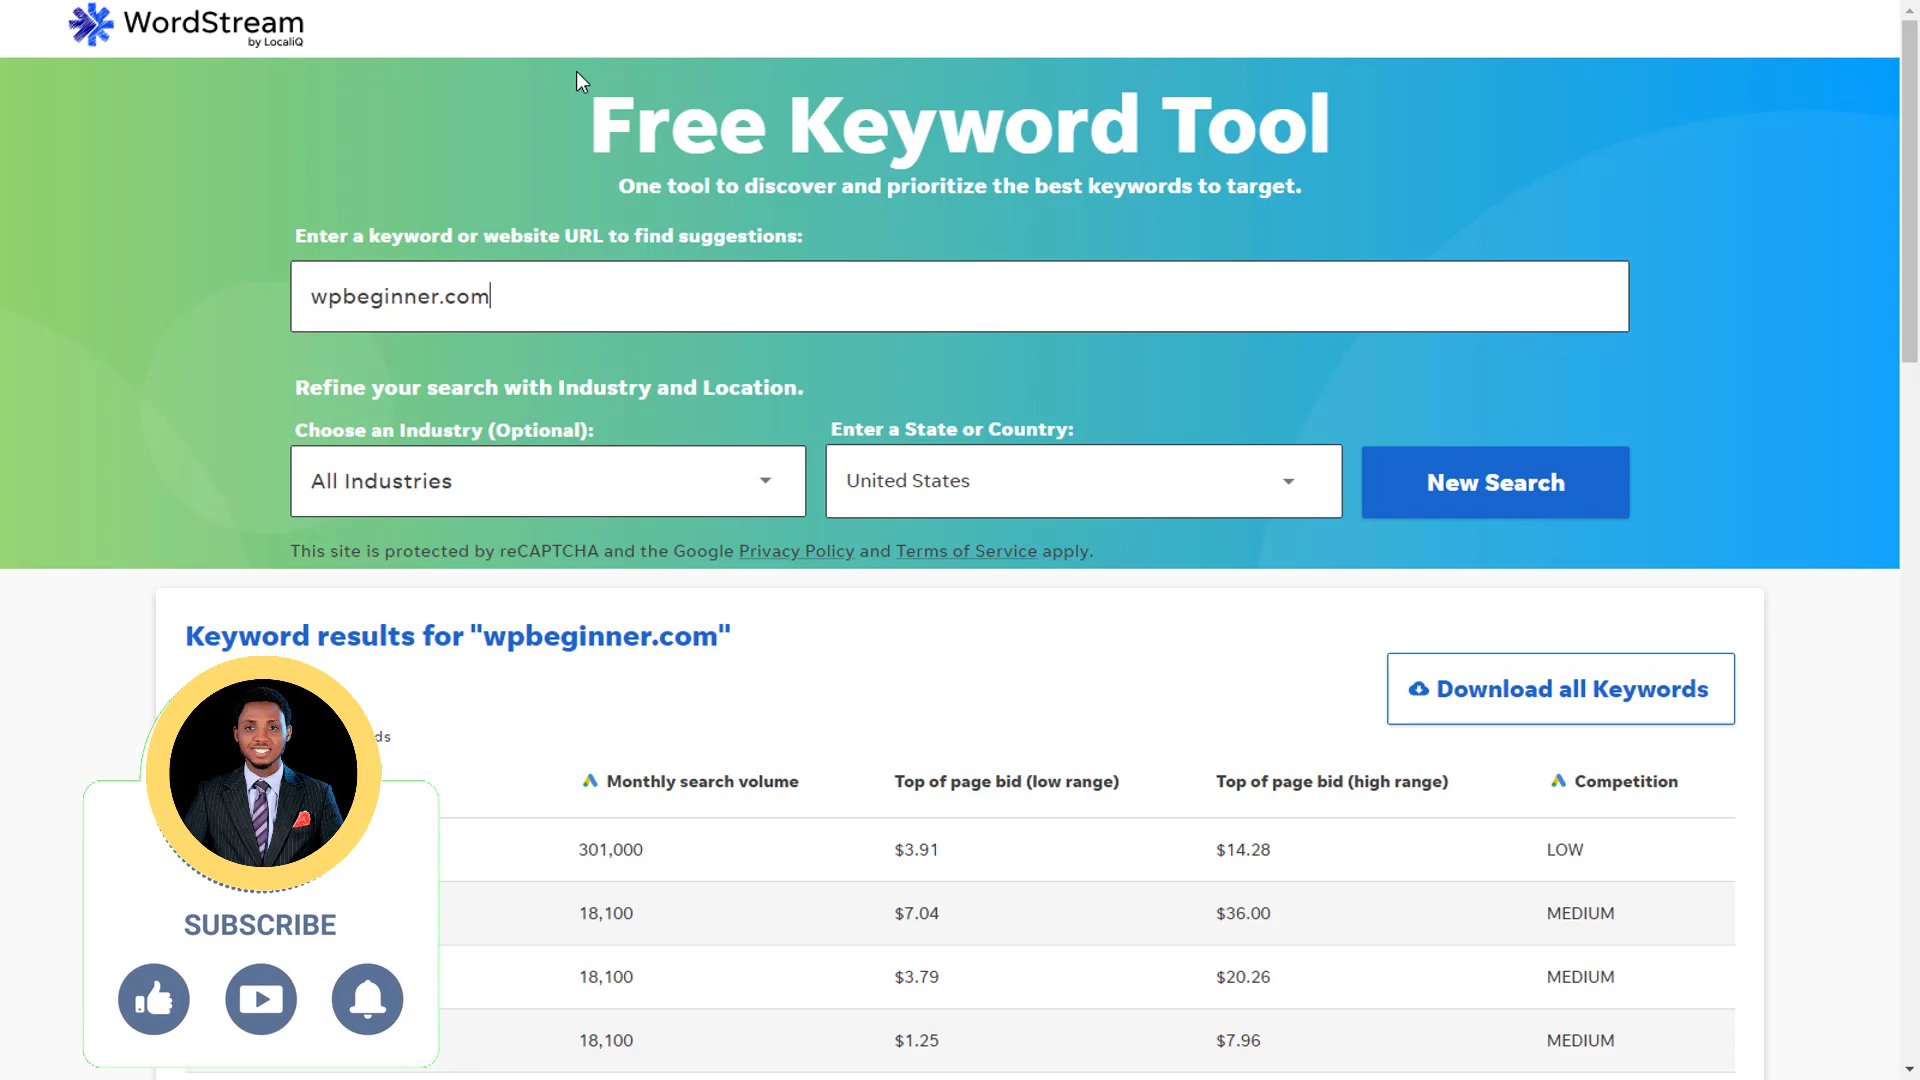 WordStream
by LocaliQ
Free Keyword Tool
One tool to discover and prioritize the best keywords to target.
Enter a keyword or website URL to find suggestions:
wpbeginner.com
Refine your search with Industry and Location.
Choose an Industry (Optional):
Enter a State or Country:
All Industries
United States
New Search
This site is protected by reCAPTCHA and the Google Privacy Policy and Terms of Service apply.
Keyword results for "wpbeginner.com"
Download all Keywords
Monthly search volume Top of page bid (low range) Top of page bid (high range) Competition
301,000 $3.91 $14.28 LOW
18,100 $7.04 $36.00 MEDIUM
18,100 $3.79 $20.26 MEDIUM
18,100 $1.25 $7.96 MEDIUM
SUBSCRIBE